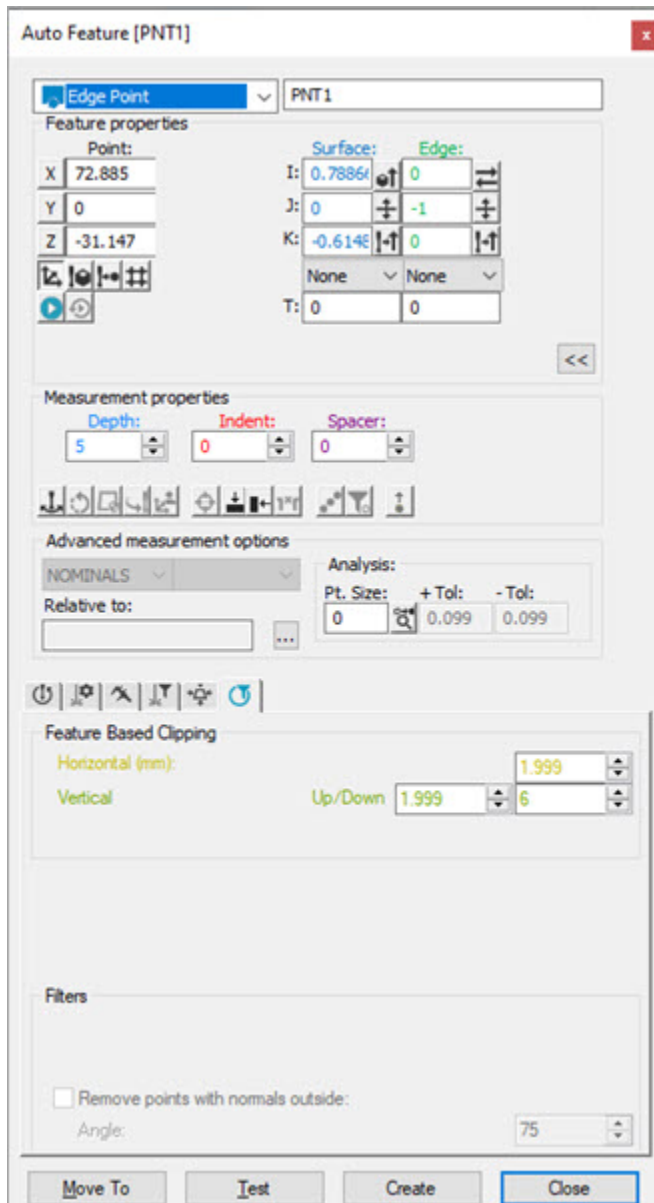 Auto Feature [PNT1]
x
Edge Point PNT1
Feature properties
Point: Surface: Edge:
X 72.885 I: 0.7886 0
Y 0 J: 0 -1
Z -31.147 K: -0.6148 0
None None
T: 0 0
<<
Measurement properties
Depth: Indent: Spacer:
5 0 0
Advanced measurement options
NOMINALS
Analysis:
Relative to: Pt. Size: + Tol: - Tol:
0 0.099 0.099
...
Feature Based Clipping
Horizontal (mm): 1.999
Vertical Up/Down 1.999 6
Filters
Remove points with normals outside:
Angle: 75
Move To Test Create Close